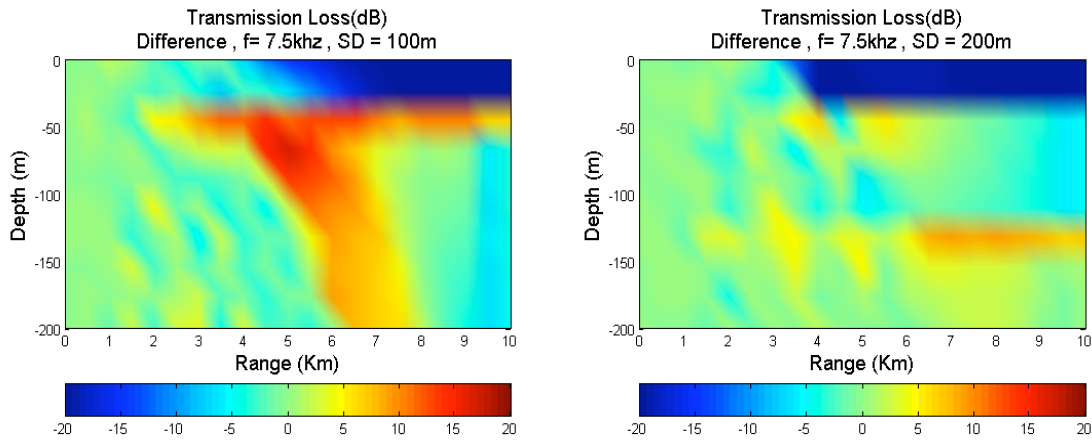 Transmission Loss(dB)
Difference , f= 7.5khz , SD = 100m
0
-50
-100
-150
-200
Depth (m)
0 1 2 3 4 5 6 7 8 9 10
Range (Km)
-20 -15 -10 -5 0 5 10 15 20
Transmission Loss(dB)
Difference , f= 7.5khz , SD = 200m
0
-50
-100
-150
-200
Depth (m)
0 1 2 3 4 5 6 7 8 9 10
Range (Km)
-20 -15 -10 -5 0 5 10 15 20